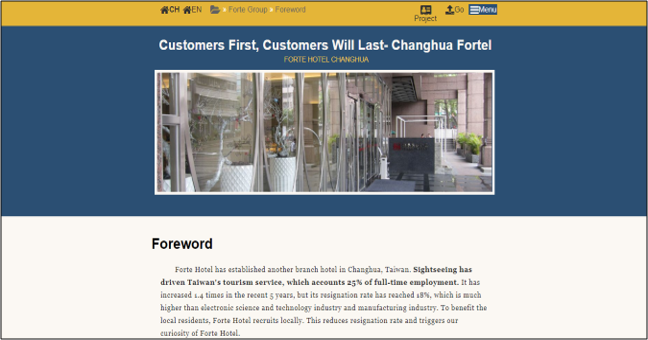 CH EN > Forte Group > Foreword Project Go Menu
Customers First, Customers Will Last- Changhua Fortel
FORTE HOTEL CHANGHUA
Foreword
Forte Hotel has established another branch hotel in Changhua, Taiwan. Sightseeing has
driven Taiwan's tourism service, which accounts 25% of full-time employment. It has
increased 1.4 times in the recent 5 years, but its resignation rate has reached 18%, which is much
higher than electronic science and technology industry and manufacturing industry. To benefit the
local residents, Forte Hotel recruits locally. This reduces resignation rate and triggers our
curiosity of Forte Hotel.